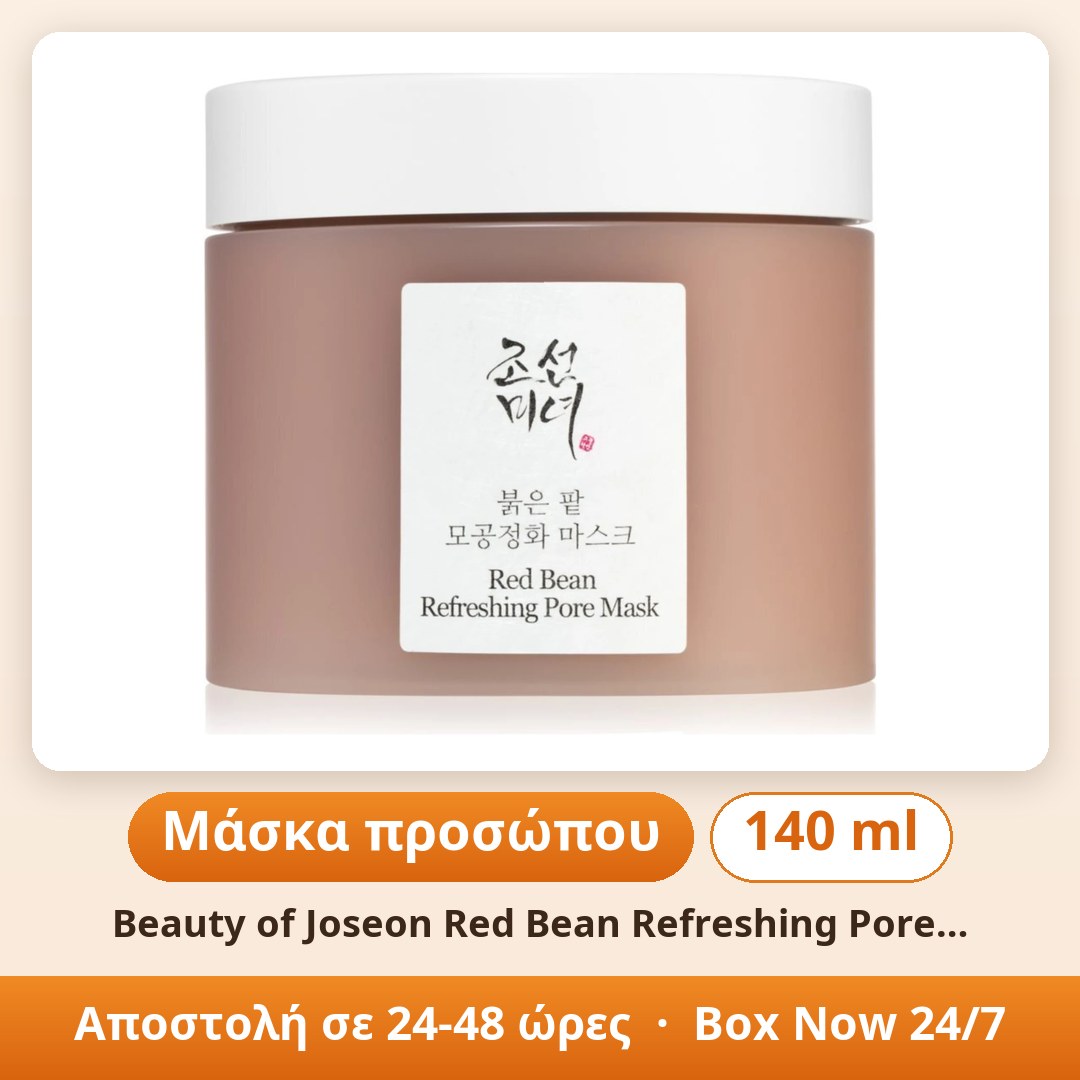 조선
미녀
붉은 팥
모공정화 마스크
Red Bean
Refreshing Pore Mask
Μάσκα προσώπου
140 ml
Beauty of Joseon Red Bean Refreshing Pore...
Αποστολή σε 24-48 ώρες · Box Now 24/7